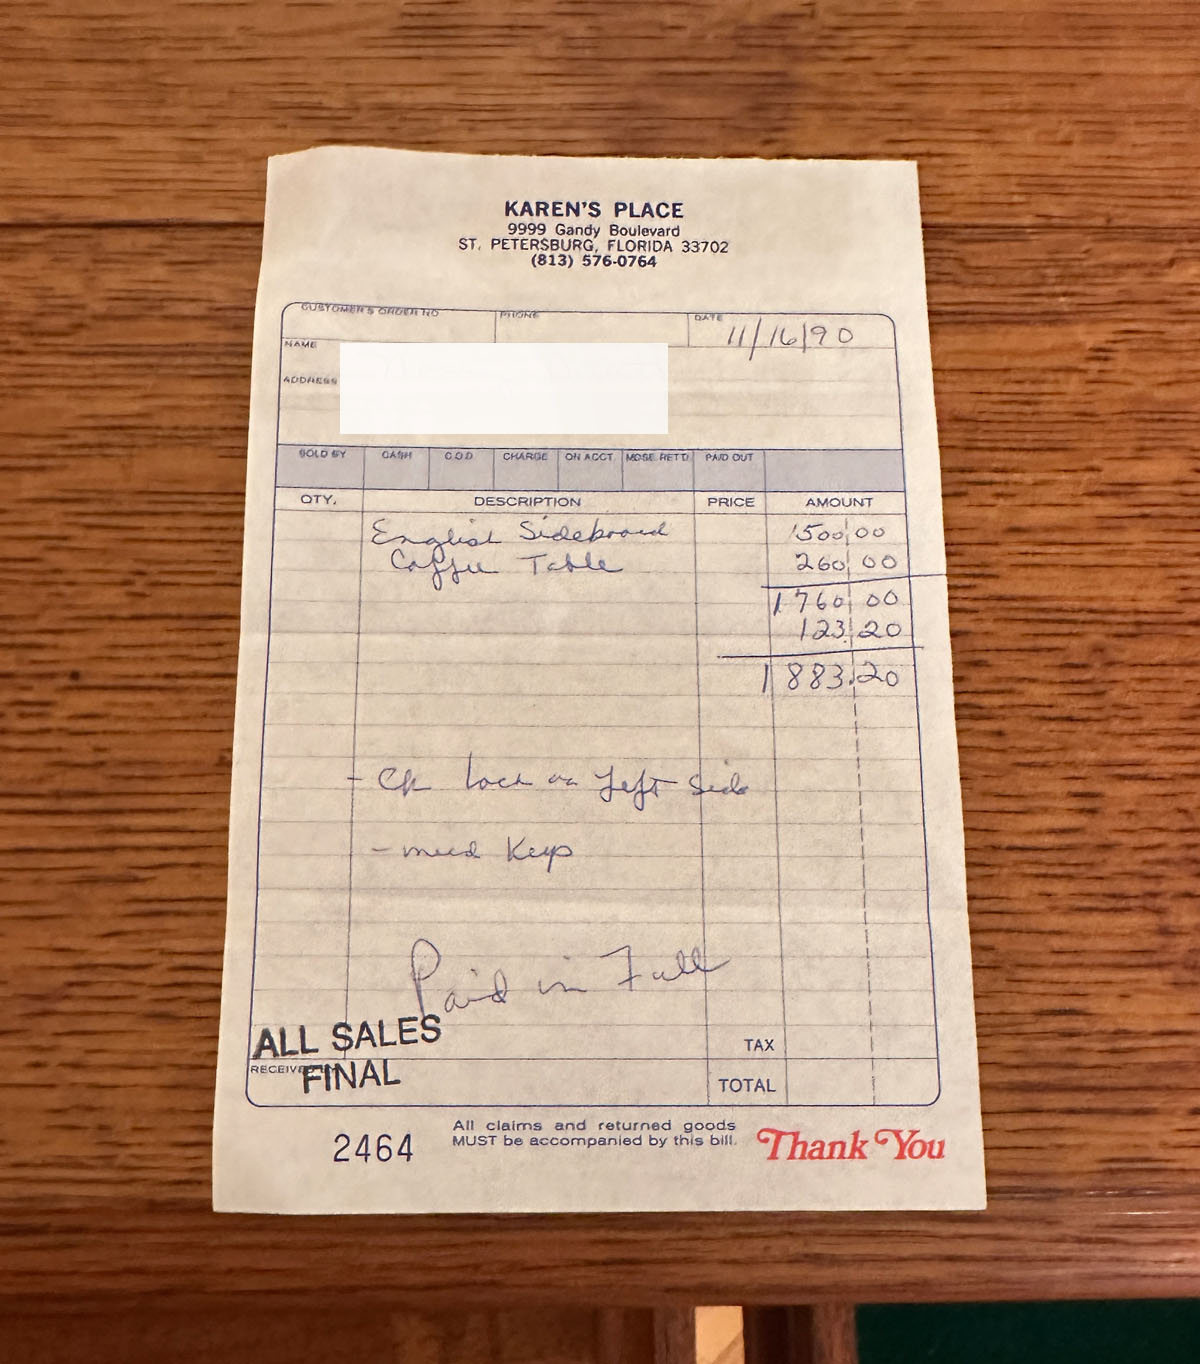 KAREN'S PLACE
9999 Gandy Boulevard
ST. PETERSBURG, FLORIDA 33702
(813) 576-0764
CUSTOMER'S ORDER NO PHONE DATE 11/16/90
NAME
ADDRESS
SOLD BY CASH C.O.D CHARGE ON ACCT. MDSE. RETD PAID OUT
QTY. DESCRIPTION PRICE AMOUNT
English Sideboard 1500 00
Coffee Table 260 00
1760 00
123.20
1883.20
- Ck Lock on Left Side
- need Keys
Paid in Full
ALL SALES
FINAL
TAX
RECEIVED BY
TOTAL
2464
All claims and returned goods
MUST be accompanied by this bill.
Thank You